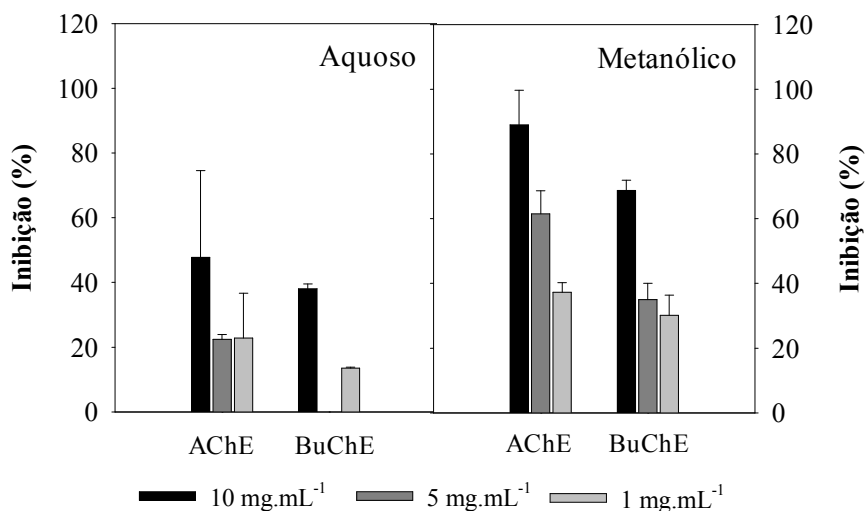 120
100
80
60
40
20
0
Inibição (%)
Aquoso
AChE BuChE
Metanólico
AChE BuChE
120
100
80
60
40
20
0
Inibição (%)
10 mg.mL⁻¹ 5 mg.mL⁻¹ 1 mg.mL⁻¹